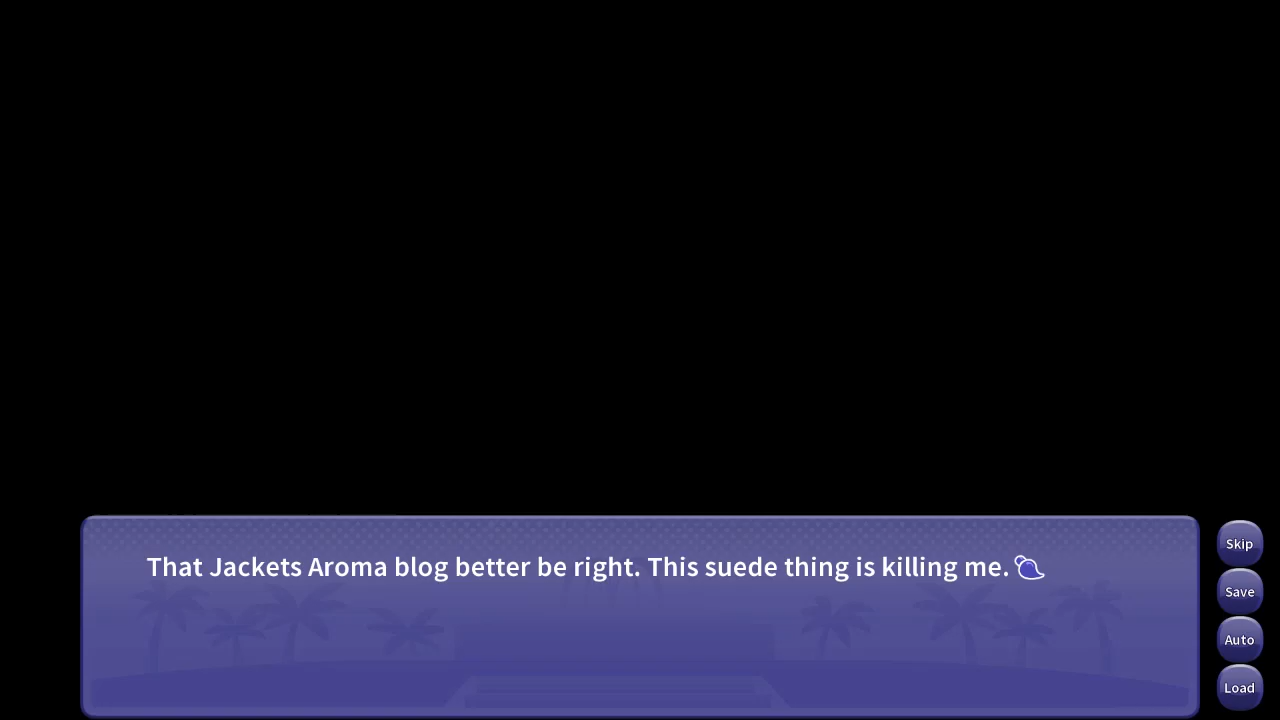 That Jackets Aroma blog better be right. This suede thing is killing me.
Skip
Save
Auto
Load